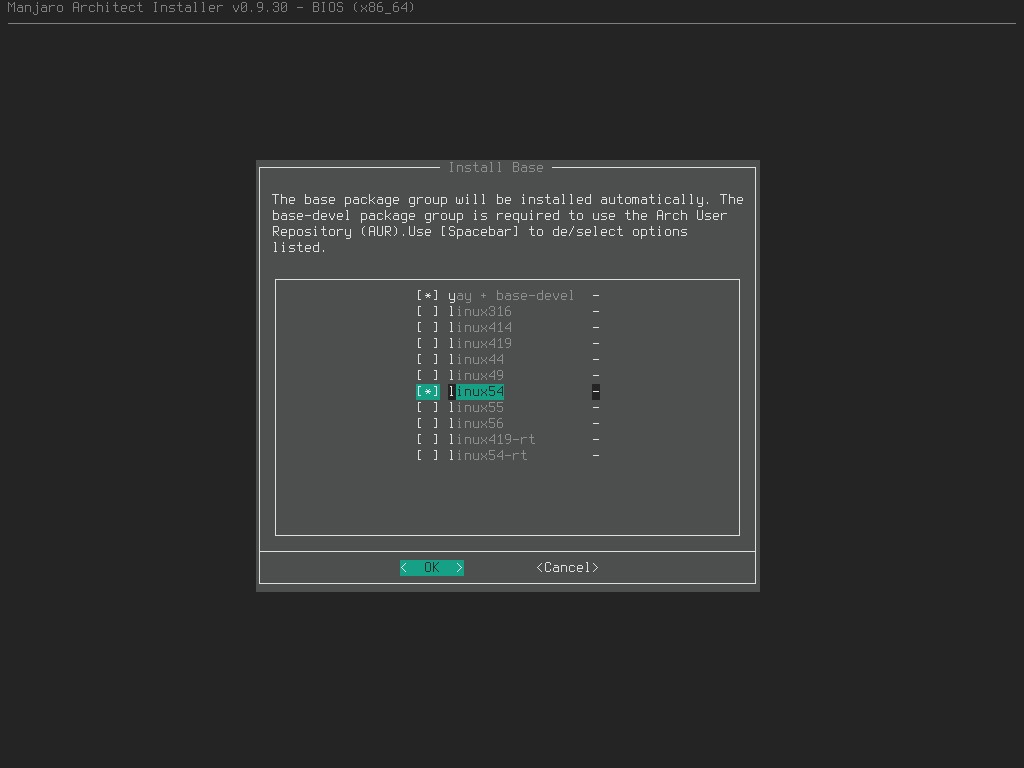 Manjaro Architect Installer v0.9.30 - BIOS (x86_64)
Install Base
The base package group will be installed automatically. The
base-devel package group is required to use the Arch User
Repository (AUR).Use [Spacebar] to de/select options
listed.
[*] yay + base-devel -
[ ] linux316 -
[ ] linux414 -
[ ] linux419 -
[ ] linux44 -
[ ] linux49 -
[*] linux54 -
[ ] linux55 -
[ ] linux56 -
[ ] linux419-rt -
[ ] linux54-rt -
< OK > <Cancel>